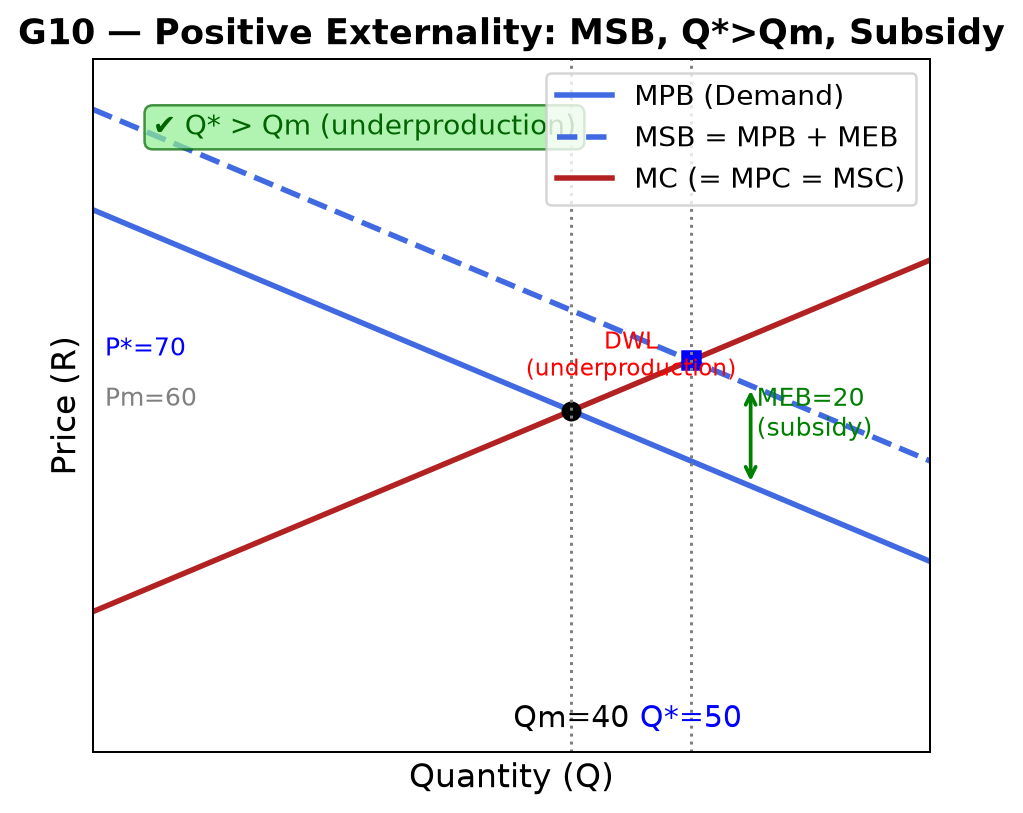 G10 — Positive Externality: MSB, Q*>Qm, Subsidy
✔ Q* > Qm (underproduction)
MPB (Demand)
MSB = MPB + MEB
MC (= MPC = MSC)
P*=70
Pm=60
DWL
(underproduction)
MEB=20
(subsidy)
Qm=40
Q*=50
Price (R)
Quantity (Q)